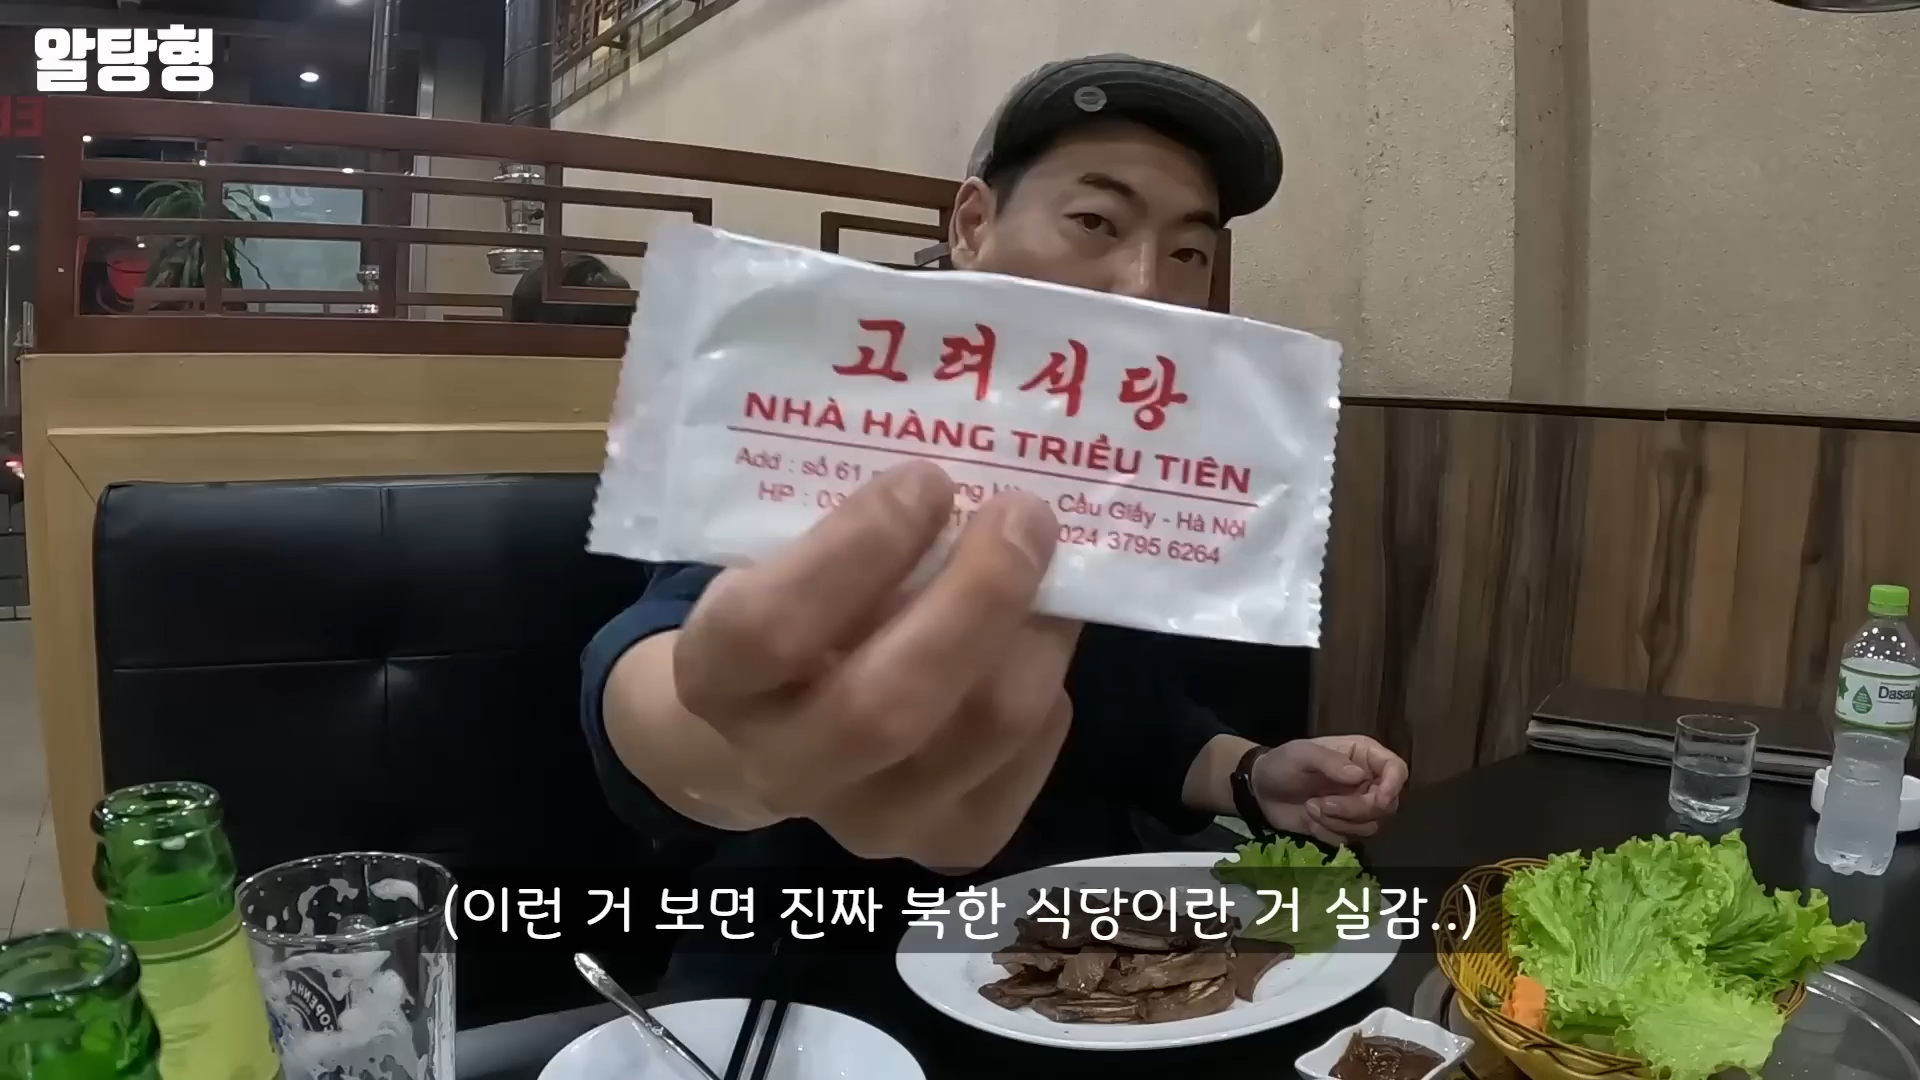 알탕형
고려식당
NHÀ HÀNG TRIỀU TIÊN
Add : số 61 Cầu Giấy - Hà Nội
HP : 024 3795 6264
Dasani
(이런 거 보면 진짜 북한 식당이란 거 실감..)